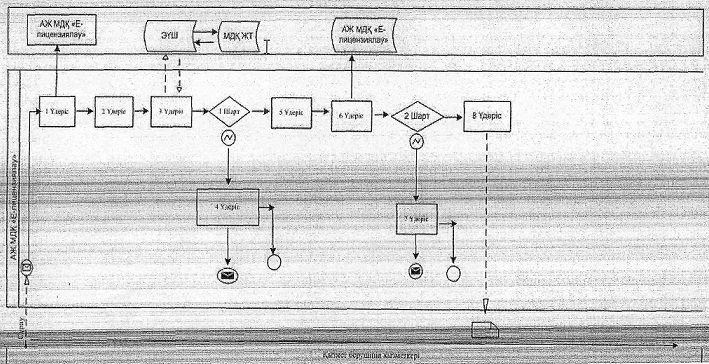 АЖ МДҚ «Е-
лицензиялау»
ЭҮШ
МДҚ ЖТ
АЖ МДҚ «Е-
лицензиялау»
1 Үдеріс
2 Үдеріс
3 Үдеріс
1 Шарт
5 Үдеріс
6 Үдеріс
2 Шарт
8 Үдеріс
4 Үдеріс
7 Үдеріс
АЖ МДҚ «Е-лицензиялау»
Қызмет берушінің қызметкері